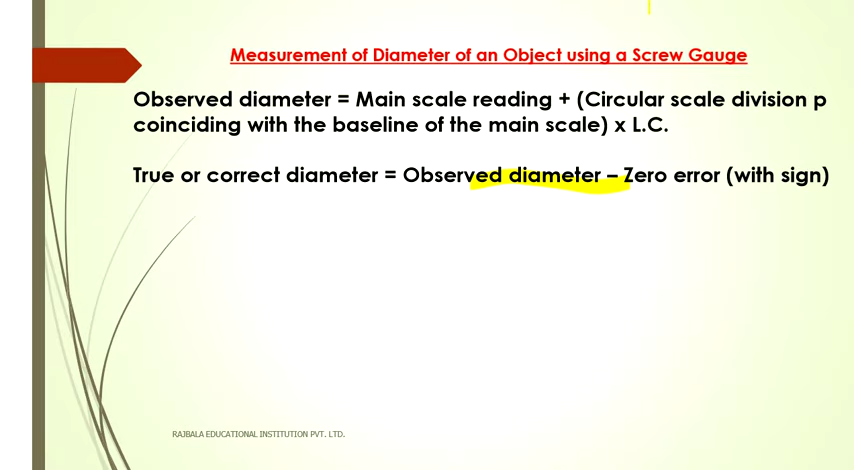 Measurement of Diameter of an Object using a Screw Gauge
Observed diameter = Main scale reading + (Circular scale division p
coinciding with the baseline of the main scale) x L.C.
True or correct diameter = Observed diameter – Zero error (with sign)
RAJBALA EDUCATIONAL INSTITUTION PVT. LTD.